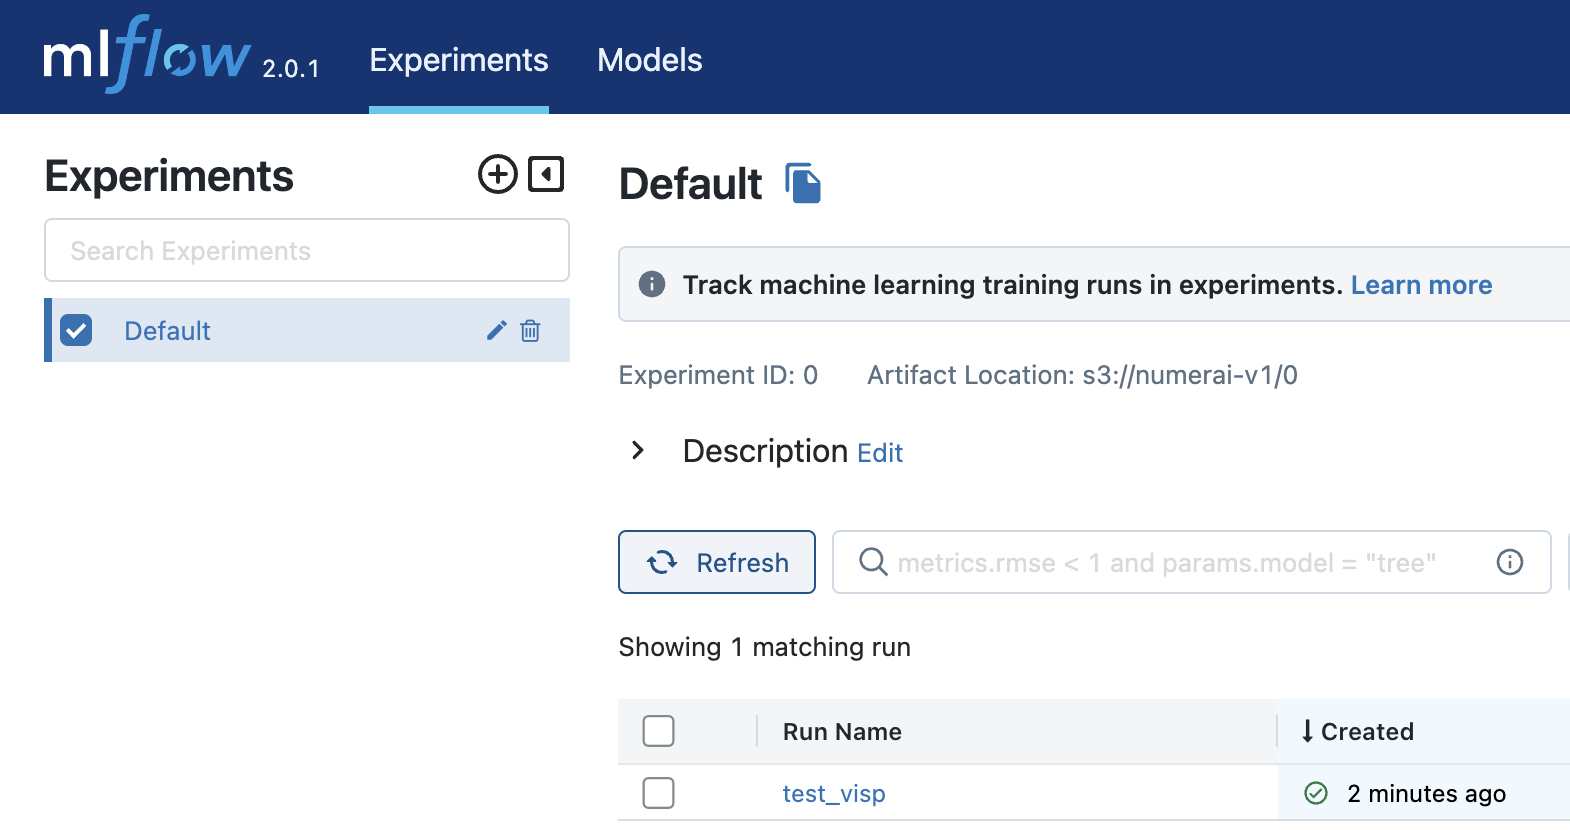 mlflow 2.0.1 Experiments Models
Experiments
Search Experiments
Default
Default
Track machine learning training runs in experiments. Learn more
Experiment ID: 0 Artifact Location: s3://numerai-v1/0
Description Edit
Refresh metrics.rmse < 1 and params.model = "tree"
Showing 1 matching run
Run Name Created
test_visp 2 minutes ago